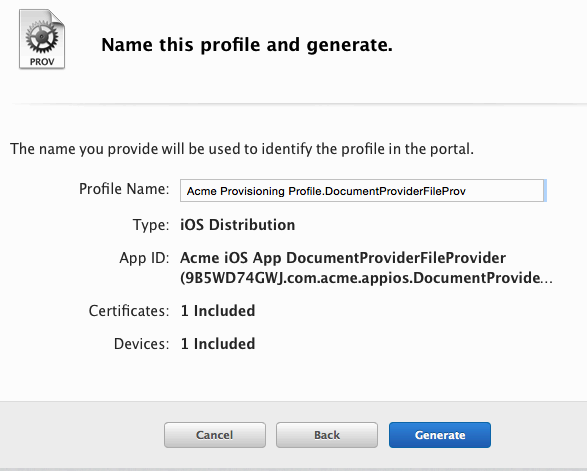 PROV
Name this profile and generate.
The name you provide will be used to identify the profile in the portal.
Profile Name: Acme Provisioning Profile.DocumentProviderFileProv
Type: iOS Distribution
App ID: Acme iOS App DocumentProviderFileProvider
(9B5WD74GWJ.com.acme.appios.DocumentProvide...
Certificates: 1 Included
Devices: 1 Included
Cancel Back Generate